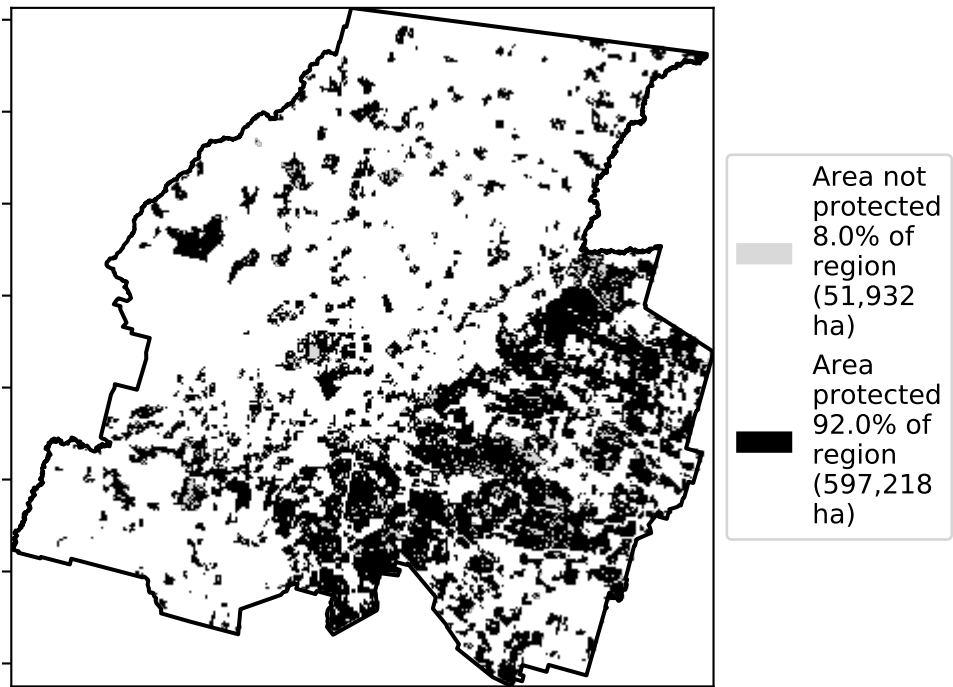 Area not
protected
8.0% of
region
(51,932
ha)
Area
protected
92.0% of
region
(597,218
ha)